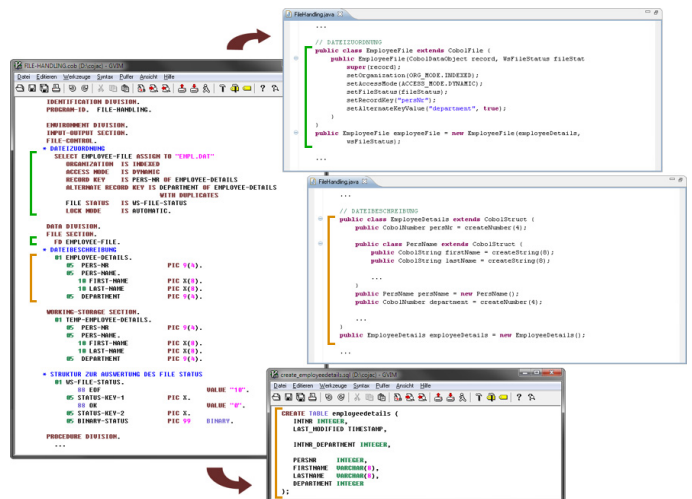 FILE-HANDLING.cob (D:\cojac) - GVIM
Datei Editieren Werkzeuge Syntax Puffer Ansicht Hilfe
IDENTIFICATION DIVISION.
PROGRAM-ID. FILE-HANDLING.
ENVIRONMENT DIVISION.
INPUT-OUTPUT SECTION.
FILE-CONTROL.
* DATEIZUORDNUNG
SELECT EMPLOYEE-FILE ASSIGN TO "EMPL.DAT"
ORGANIZATION IS INDEXED
ACCESS MODE IS DYNAMIC
RECORD KEY IS PERS-NR OF EMPLOYEE-DETAILS
ALTERNATE RECORD KEY IS DEPARTMENT OF EMPLOYEE-DETAILS
WITH DUPLICATES
FILE STATUS IS WS-FILE-STATUS
LOCK MODE IS AUTOMATIC.
DATA DIVISION.
FILE SECTION.
FD EMPLOYEE-FILE.
* DATEIBESCHREIBUNG
01 EMPLOYEE-DETAILS.
05 PERS-NR PIC 9(4).
05 PERS-NAME.
10 FIRST-NAME PIC X(8).
10 LAST-NAME PIC X(8).
05 DEPARTMENT PIC 9(4).
WORKING-STORAGE SECTION.
01 TEMP-EMPLOYEE-DETAILS.
05 PERS-NR PIC 9(4).
05 PERS-NAME.
10 FIRST-NAME PIC X(8).
10 LAST-NAME PIC X(8).
05 DEPARTMENT PIC 9(4).
* STRUKTUR ZUR AUSWERTUNG DES FILE STATUS
01 WS-FILE-STATUS.
88 EOF VALUE "10".
05 STATUS-KEY-1 PIC X.
88 OK VALUE "0".
05 STATUS-KEY-2 PIC X.
05 BINARY-STATUS PIC 99 BINARY.
PROCEDURE DIVISION.
...
FileHandling.java
...
// DATEIZUORDNUNG
public class EmployeeFile extends CobolFile {
public EmployeeFile(CobolDataObject record, WsFileStatus fileStat
super(record);
setOrganization(ORG_MODE.INDEXED);
setAccessMode(ACCESS_MODE.DYNAMIC);
setFileStatus(fileStatus);
setRecordKey("persNr");
setAlternateKeyValue("department", true);
}
}
public EmployeeFile employeeFile = new EmployeeFile(employeeDetails,
wsFileStatus);
...
FileHandling.java
...
// DATEIBESCHREIBUNG
public class EmployeeDetails extends CobolStruct {
public CobolNumber persNr = createNumber(4);
public class PersName extends CobolStruct {
public CobolString firstName = createString(8);
public CobolString lastName = createString(8);
...
}
public PersName persName = new PersName();
public CobolNumber department = createNumber(4);
...
}
public EmployeeDetails employeeDetails = new EmployeeDetails();
...
create_employeedetails.sql (D:\cojac) - GVIM
Datei Editieren Werkzeuge Syntax Puffer Ansicht Hilfe
CREATE TABLE employeedetails (
INTNR INTEGER,
LAST_MODIFIED TIMESTAMP,
INTNR_DEPARTMENT INTEGER,
PERSNR INTEGER,
FIRSTNAME VARCHAR(8),
LASTNAME VARCHAR(8),
DEPARTMENT INTEGER
);